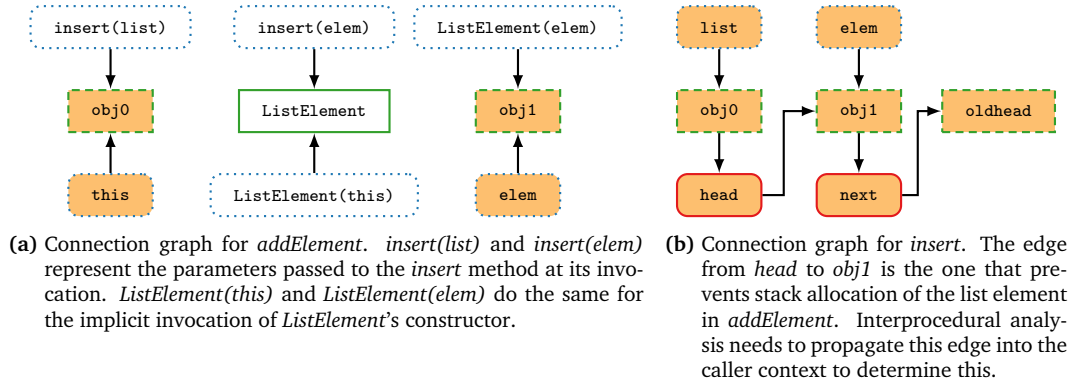 insert(list)
insert(elem)
ListElement(elem)
obj0
ListElement
obj1
this
ListElement(this)
elem
(a) Connection graph for addElement. insert(list) and insert(elem)
represent the parameters passed to the insert method at its invo-
cation. ListElement(this) and ListElement(elem) do the same for
the implicit invocation of ListElement's constructor.
list
elem
obj0
obj1
oldhead
head
next
(b) Connection graph for insert. The edge
from head to obj1 is the one that pre-
vents stack allocation of the list element
in addElement. Interprocedural analy-
sis needs to propagate this edge into the
caller context to determine this.